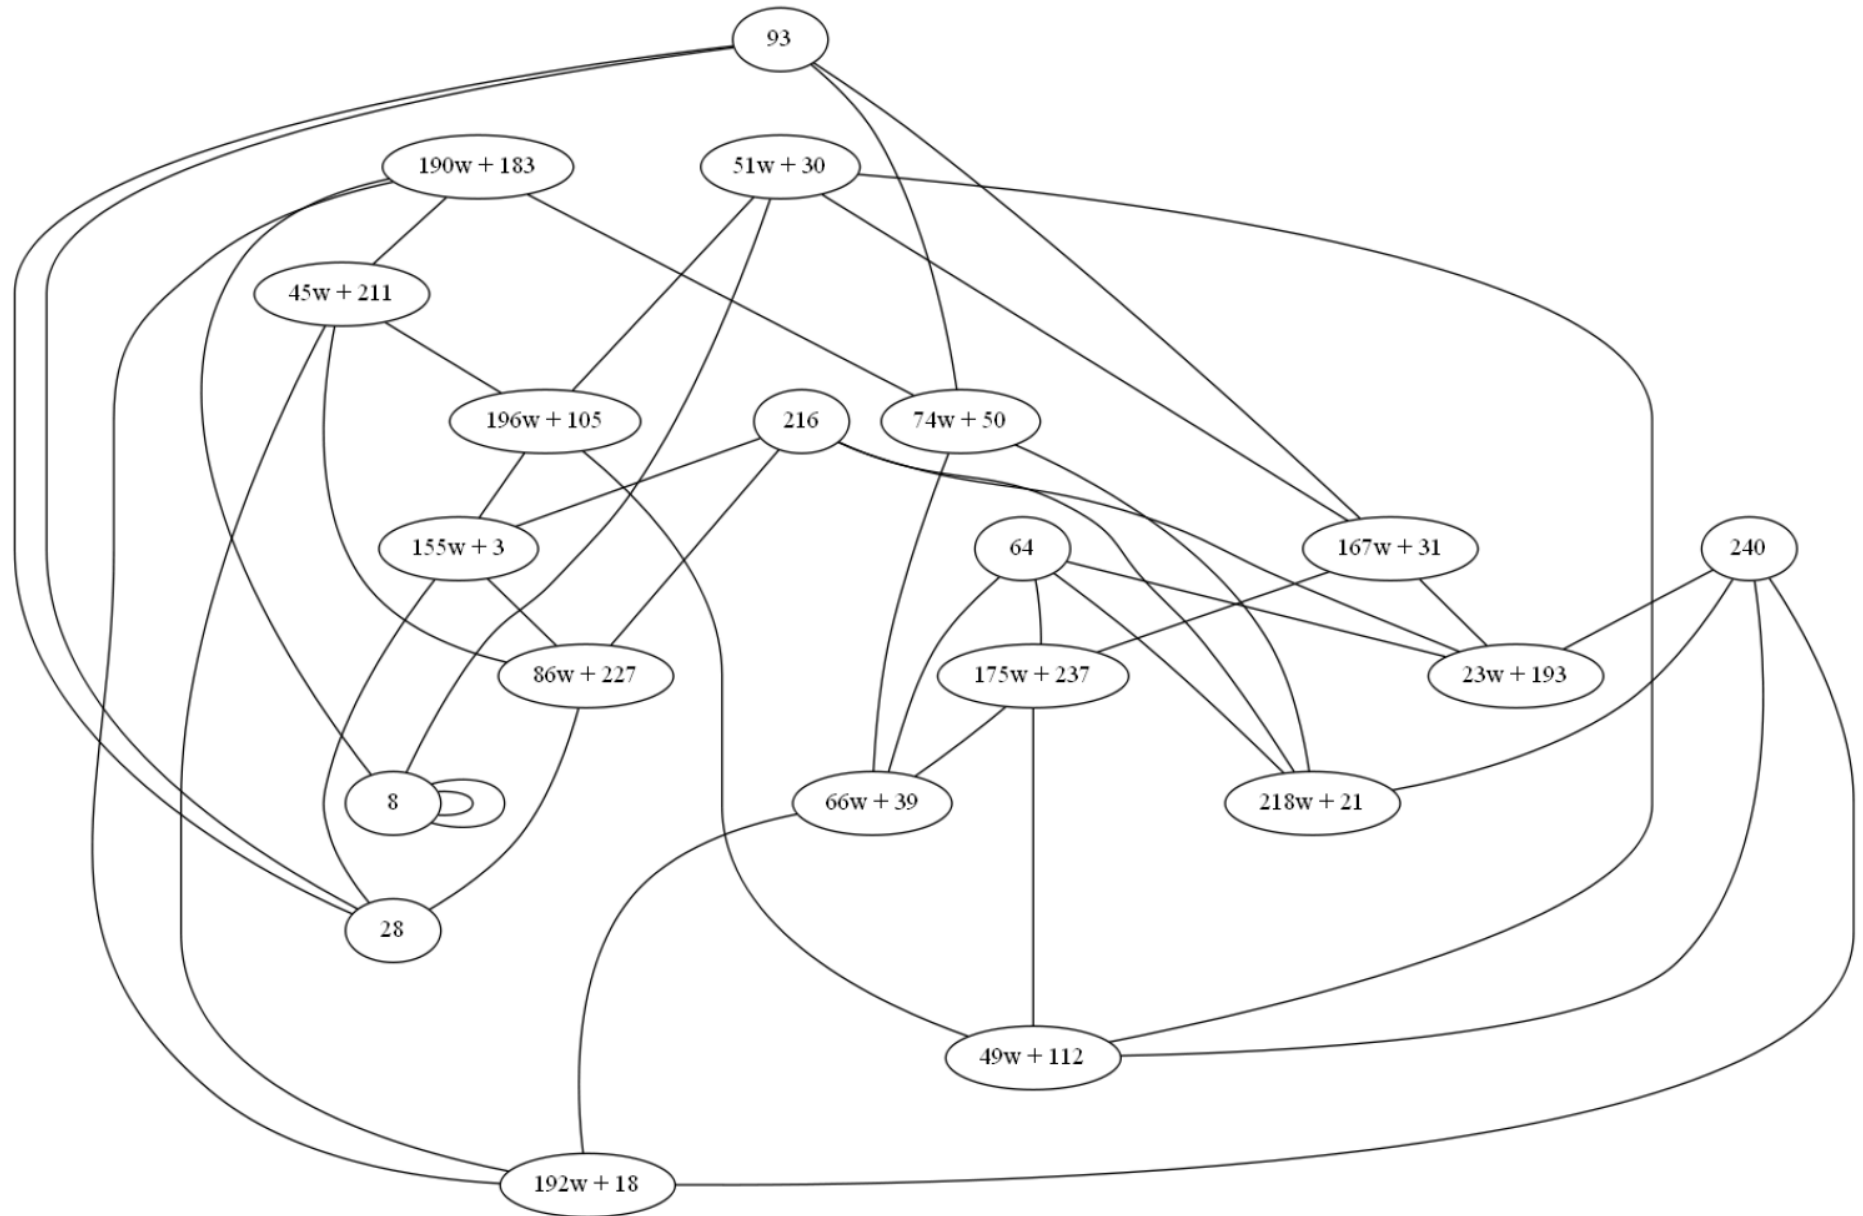 93
190w + 183
51w + 30
45w + 211
196w + 105
216
74w + 50
155w + 3
64
167w + 31
240
86w + 227
175w + 237
23w + 193
8
66w + 39
218w + 21
28
49w + 112
192w + 18